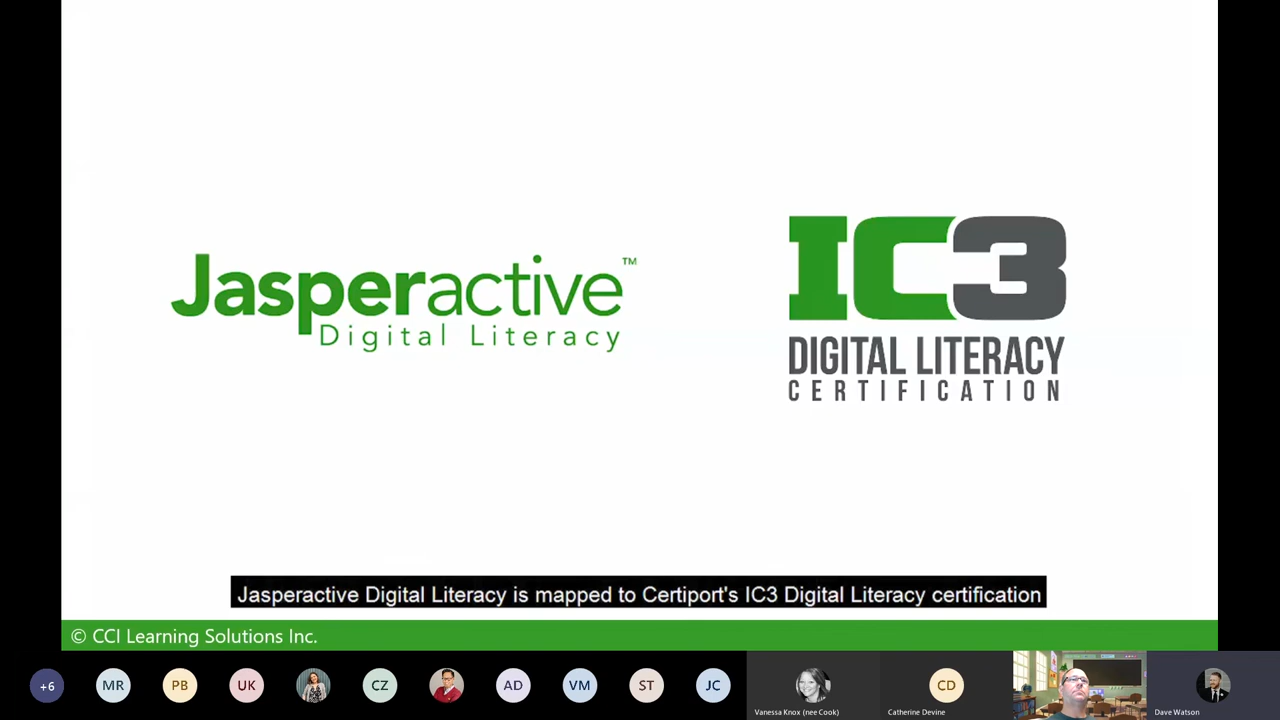 Jasperactive™
Digital Literacy
IC3
DIGITAL LITERACY
CERTIFICATION
Jasperactive Digital Literacy is mapped to Certiport's IC3 Digital Literacy certification
© CCI Learning Solutions Inc.
+6 MR PB UK CZ AD VM ST JC CD
Vanessa Knox (nee Cook) Catherine Devine Dave Watson